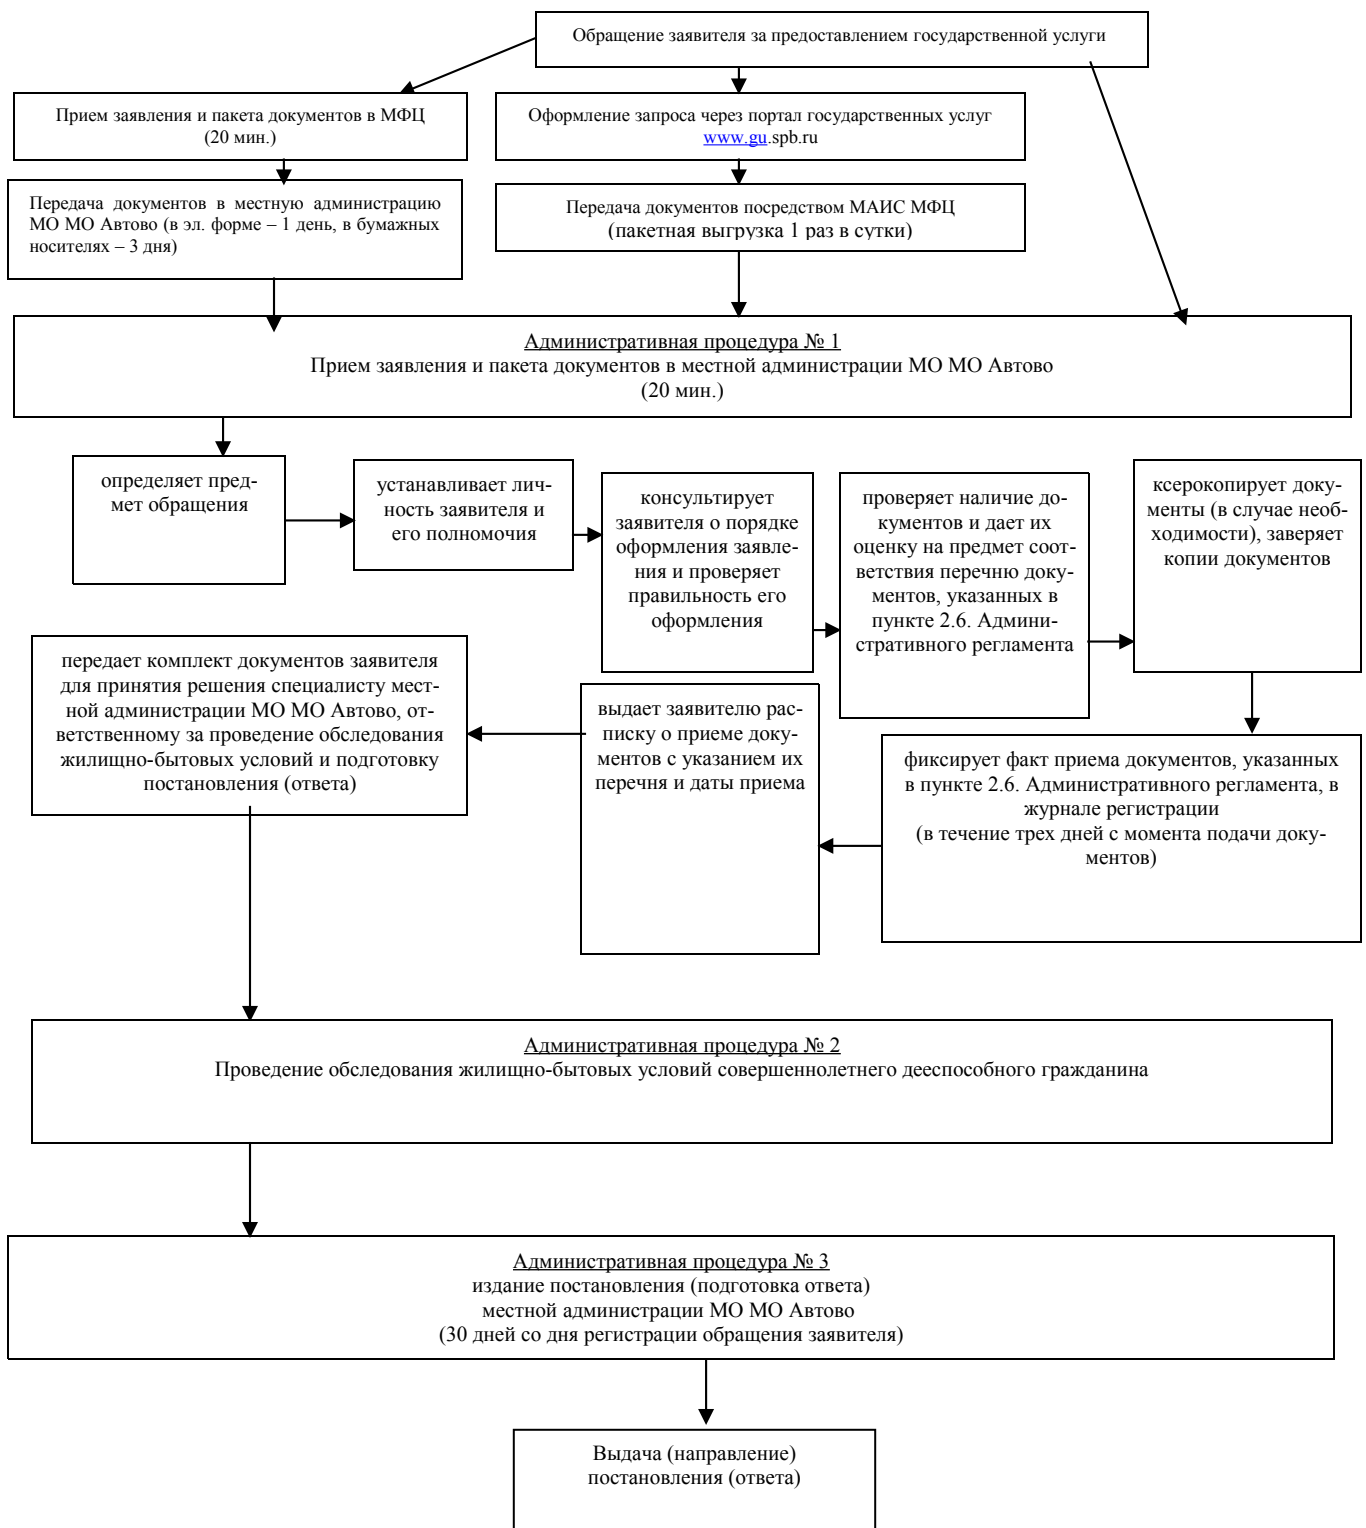 Обращение заявителя за предоставлением государственной услуги
Прием заявления и пакета документов в МФЦ
(20 мин.)
Оформление запроса через портал государственных услуг
www.gu.spb.ru
Передача документов в местную администрацию
МО МО Автово (в эл. форме – 1 день, в бумажных
носителях – 3 дня)
Передача документов посредством МАИС МФЦ
(пакетная выгрузка 1 раз в сутки)
Административная процедура № 1
Прием заявления и пакета документов в местной администрации МО МО Автово
(20 мин.)
определяет пред-
мет обращения
устанавливает лич-
ность заявителя и
его полномочия
консультирует
заявителя о порядке
оформления заявле-
ния и проверяет
правильность его
оформления
проверяет наличие до-
кументов и дает их
оценку на предмет соот-
ветствия перечню доку-
ментов, указанных в
пункте 2.6. Админи-
стративного регламента
ксерокопирует доку-
менты (в случае необ-
ходимости), заверяет
копии документов
передает комплект документов заявителя
для принятия решения специалисту мест-
ной администрации МО МО Автово, от-
ветственному за проведение обследования
жилищно-бытовых условий и подготовку
постановления (ответа)
выдает заявителю рас-
писку о приеме доку-
ментов с указанием их
перечня и даты приема
фиксирует факт приема документов, указанных
в пункте 2.6. Административного регламента, в
журнале регистрации
(в течение трех дней с момента подачи доку-
ментов)
Административная процедура № 2
Проведение обследования жилищно-бытовых условий совершеннолетнего дееспособного гражданина
Административная процедура № 3
издание постановления (подготовка ответа)
местной администрации МО МО Автово
(30 дней со дня регистрации обращения заявителя)
Выдача (направление)
постановления (ответа)